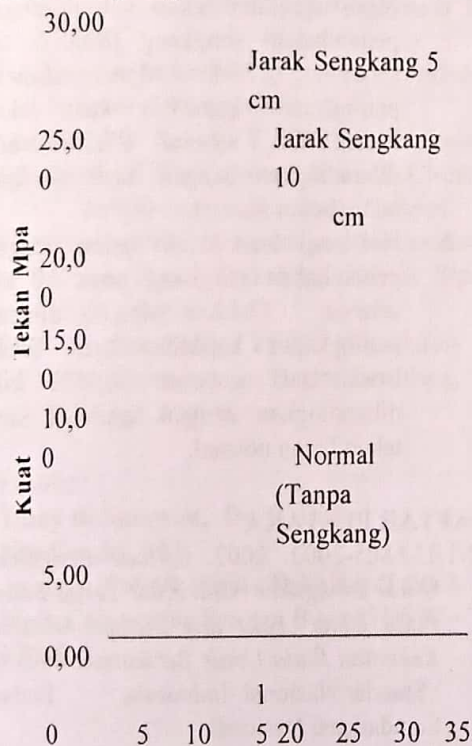 30,00
Jarak Sengkang 5
cm
25,0
0
Jarak Sengkang
10
cm
Kuat Tekan Mpa
20,0
0
15,0
0
10,0
0
Normal
(Tanpa
Sengkang)
5,00
0,00
1
0 5 10 15 20 25 30 35